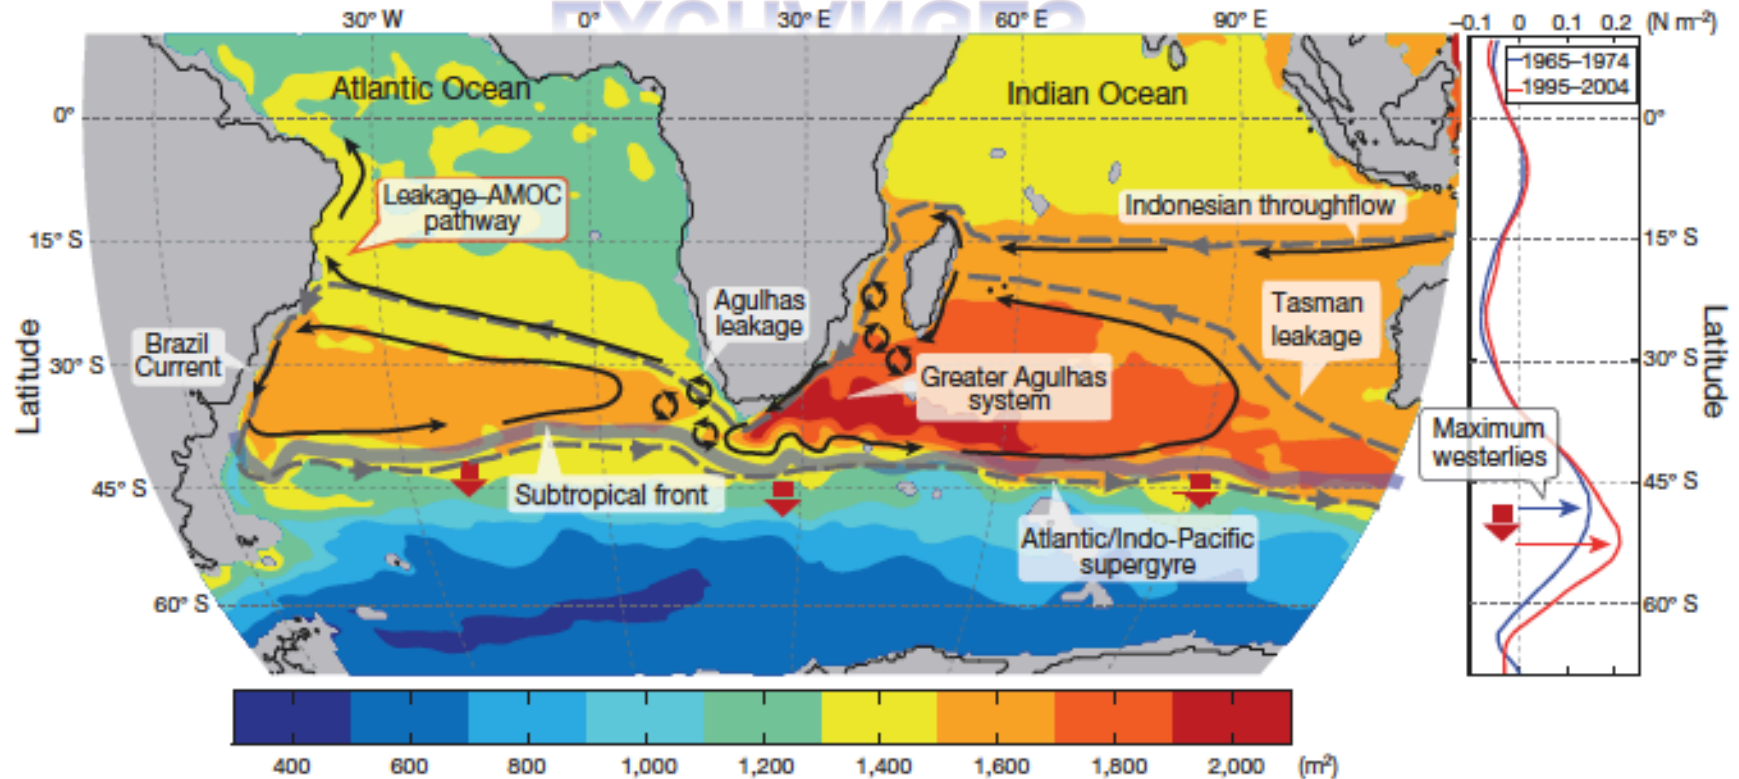 EXCHANGES
30° W 0° 30° E 60° E 90° E
–0.1 0 0.1 0.2 (N m–2)
1965–1974
1995–2004
Atlantic Ocean
Indian Ocean
0°
0°
Leakage–AMOC
pathway
Indonesian throughflow
15° S
15° S
Agulhas
leakage
Tasman
leakage
Brazil
Current
Latitude
Latitude
30° S
30° S
Greater Agulhas
system
Maximum
westerlies
45° S
45° S
Subtropical front
Atlantic/Indo-Pacific
supergyre
60° S
60° S
400 600 800 1,000 1,200 1,400 1,600 1,800 2,000 (m²)